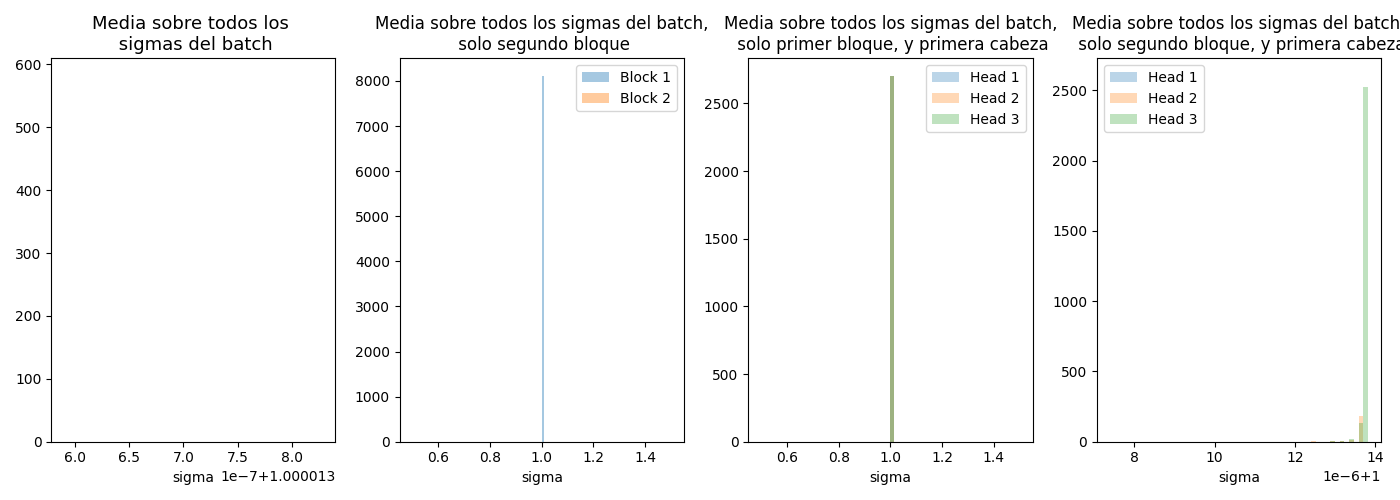 Media sobre todos los
sigmas del batch
600
500
400
300
200
100
0
6.0 6.5 7.0 7.5 8.0
sigma 1e−7+1.000013
Media sobre todos los sigmas del batch,
solo segundo bloque
8000
7000
6000
5000
4000
3000
2000
1000
0
Block 1
Block 2
0.6 0.8 1.0 1.2 1.4
sigma
Media sobre todos los sigmas del batch,
solo primer bloque, y primera cabeza
2500
2000
1500
1000
500
0
Head 1
Head 2
Head 3
0.6 0.8 1.0 1.2 1.4
sigma
Media sobre todos los sigmas del batch
solo segundo bloque, y primera cabeza
2500
2000
1500
1000
500
0
Head 1
Head 2
Head 3
8 10 12 14
sigma 1e−6+1